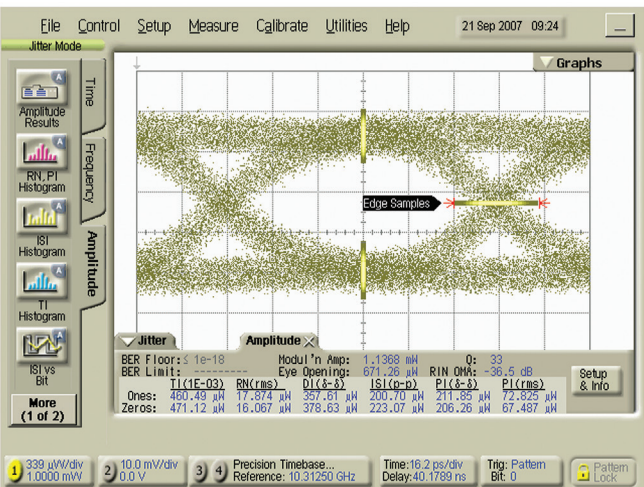 File Control Setup Measure Calibrate Utilities Help 21 Sep 2007 09:24
Jitter Mode
Graphs
Amplitude
Results
RN, PI
Histogram
ISI
Histogram
TI
Histogram
ISI vs
Bit
More
(1 of 2)
Time
Frequency
Amplitude
Edge Samples
Jitter Amplitude
BER Floor:≤ 1e-18 Modul'n Amp: 1.1368 mW Q: 33
BER Limit: ---------- Eye Opening: 671.26 µW RIN OMA: -36.5 dB
TI(1E-03) RN(rms) DI(δ-δ) ISI(p-p) PI(δ-δ) PI(rms)
Ones: 460.49 µW 17.874 µW 357.61 µW 200.70 µW 211.85 µW 72.825 µW
Zeros: 471.12 µW 16.067 µW 378.63 µW 223.07 µW 206.26 µW 67.487 µW
Setup
& Info
1 339 µW/div
1.0000 mW
2 10.0 mV/div
0.0 V
3 4
Precision Timebase...
Reference: 10.31250 GHz
Time:16.2 ps/div
Delay:40.1789 ns
Trig: Pattern
Bit: 0
Pattern
Lock